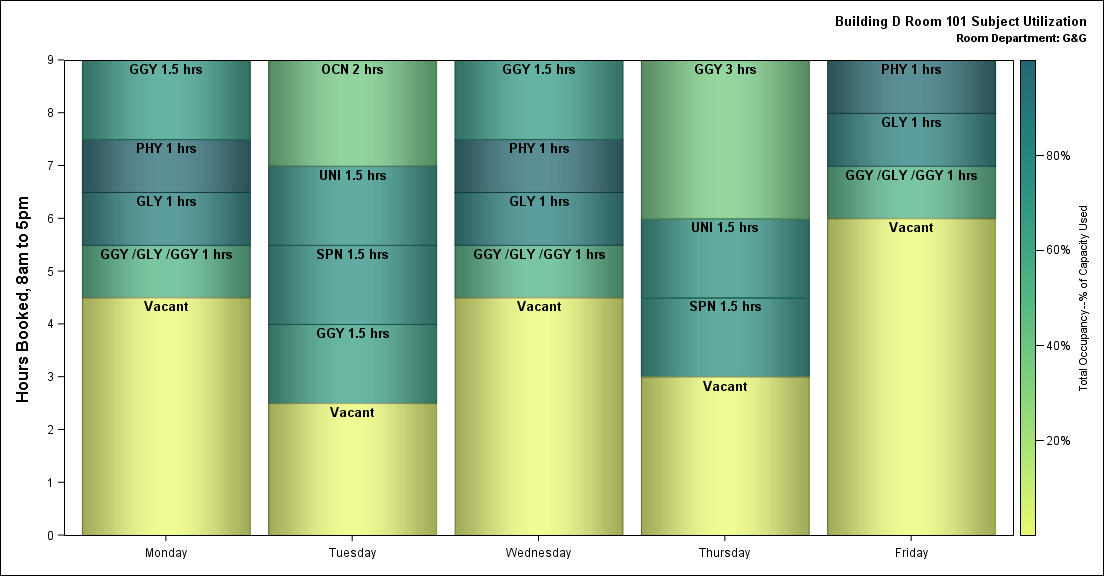 Building D Room 101 Subject Utilization
Room Department: G&G
Hours Booked, 8am to 5pm
9
8
7
6
5
4
3
2
1
0
GGY 1.5 hrs
PHY 1 hrs
GLY 1 hrs
GGY /GLY /GGY 1 hrs
Vacant
OCN 2 hrs
UNI 1.5 hrs
SPN 1.5 hrs
GGY 1.5 hrs
Vacant
GGY 1.5 hrs
PHY 1 hrs
GLY 1 hrs
GGY /GLY /GGY 1 hrs
Vacant
GGY 3 hrs
UNI 1.5 hrs
SPN 1.5 hrs
Vacant
PHY 1 hrs
GLY 1 hrs
GGY /GLY /GGY 1 hrs
Vacant
Monday
Tuesday
Wednesday
Thursday
Friday
80%
60%
40%
20%
Total Occupancy--% of Capacity Used